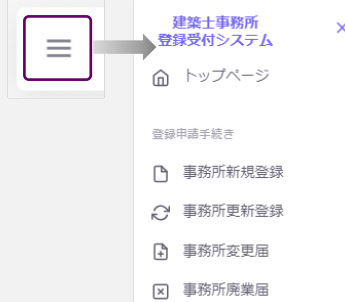 建築士事務所
登録受付システム
トップページ
登録申請手続き
事務所新規登録
事務所更新登録
事務所変更届
事務所廃業届